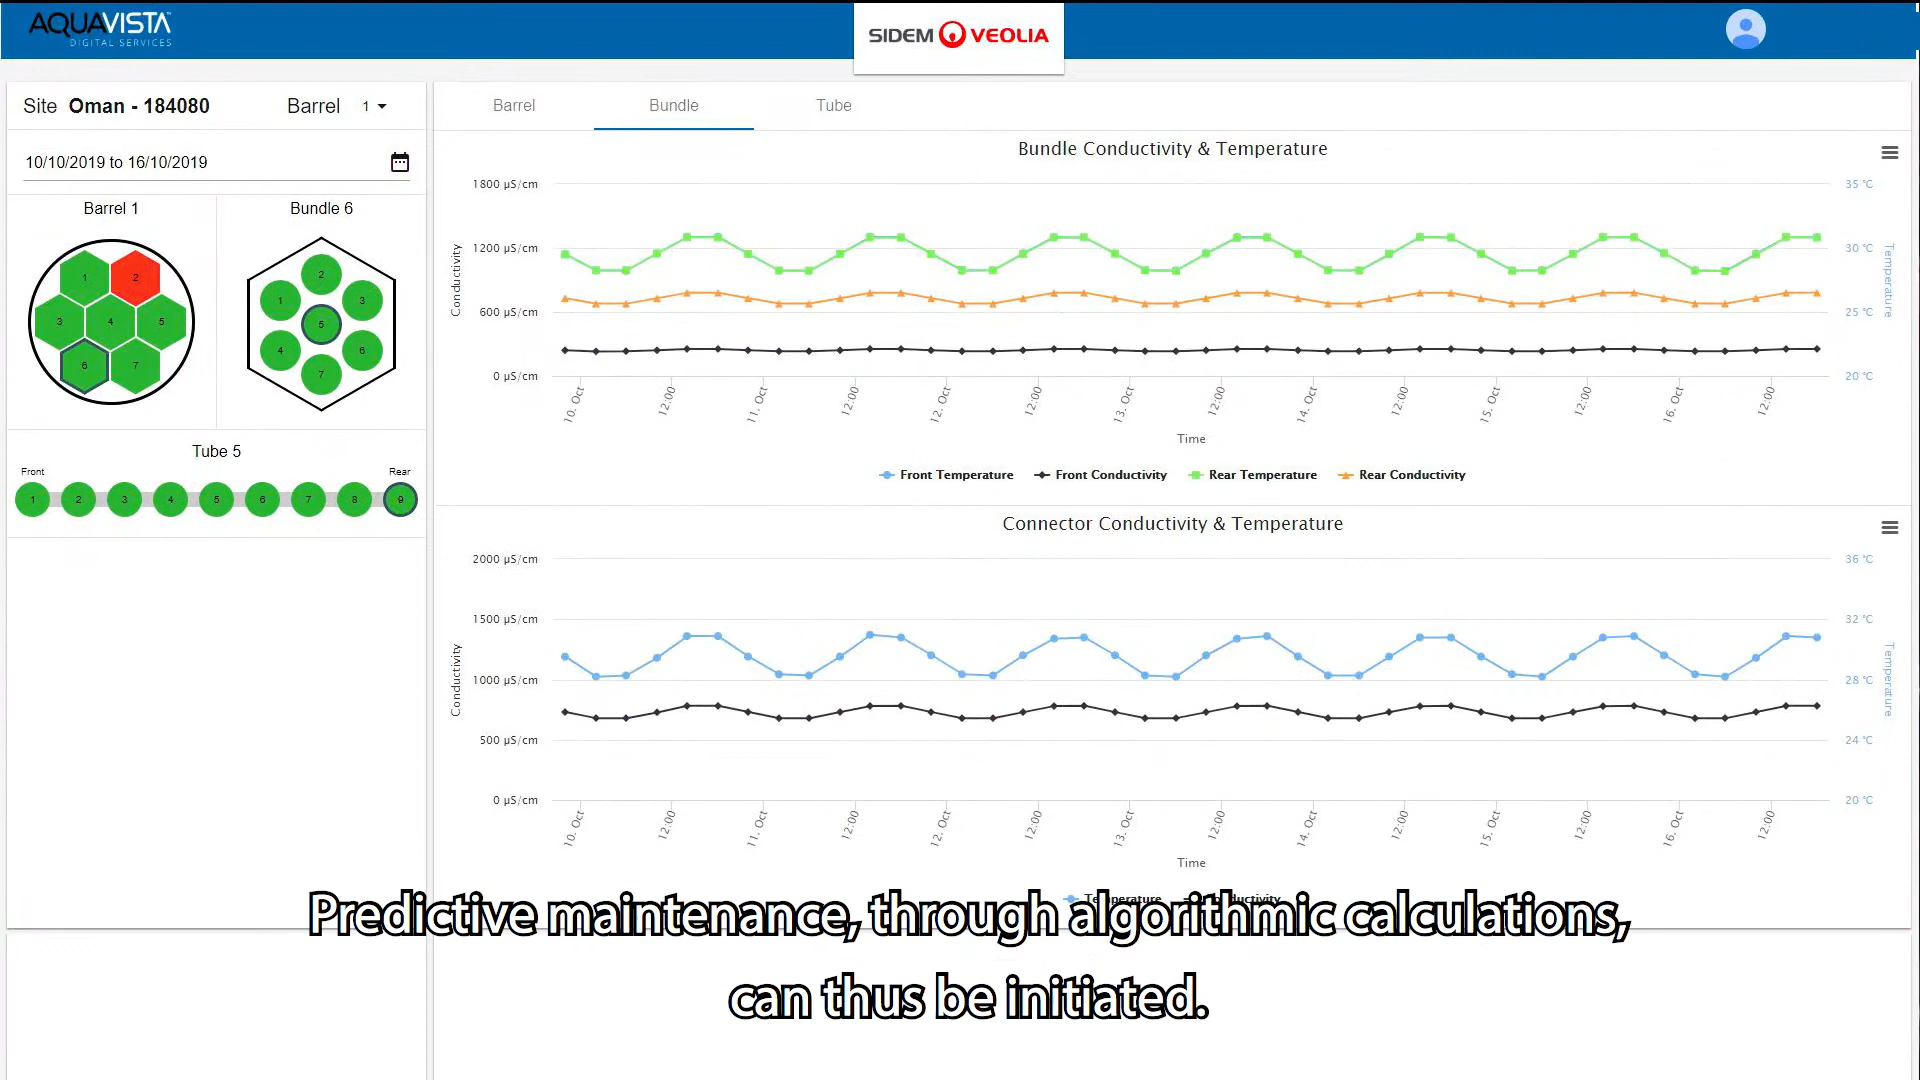 AQUAVISTA
DIGITAL SERVICES
SIDEM VEOLIA
Site Oman - 184080 Barrel 1
10/10/2019 to 16/10/2019
Barrel 1
1 2
3 4 5
6 7
Bundle 6
2
1 3
5
4 6
7
Tube 5
Front Rear
1 2 3 4 5 6 7 8 9
Barrel Bundle Tube
Bundle Conductivity & Temperature
1800 µS/cm 35 °C
1200 µS/cm 30 °C
600 µS/cm 25 °C
0 µS/cm 20 °C
Conductivity
Temperature
10. Oct 12:00 11. Oct 12:00 12. Oct 12:00 13. Oct 12:00 14. Oct 12:00 15. Oct 12:00 16. Oct 12:00
Time
Front Temperature Front Conductivity Rear Temperature Rear Conductivity
Connector Conductivity & Temperature
2000 µS/cm 36 °C
1500 µS/cm 32 °C
1000 µS/cm 28 °C
500 µS/cm 24 °C
0 µS/cm 20 °C
Conductivity
Temperature
10. Oct 12:00 11. Oct 12:00 12. Oct 12:00 13. Oct 12:00 14. Oct 12:00 15. Oct 12:00 16. Oct 12:00
Time
Temperature
Predictive maintenance, through algorithmic calculations,
can thus be initiated.